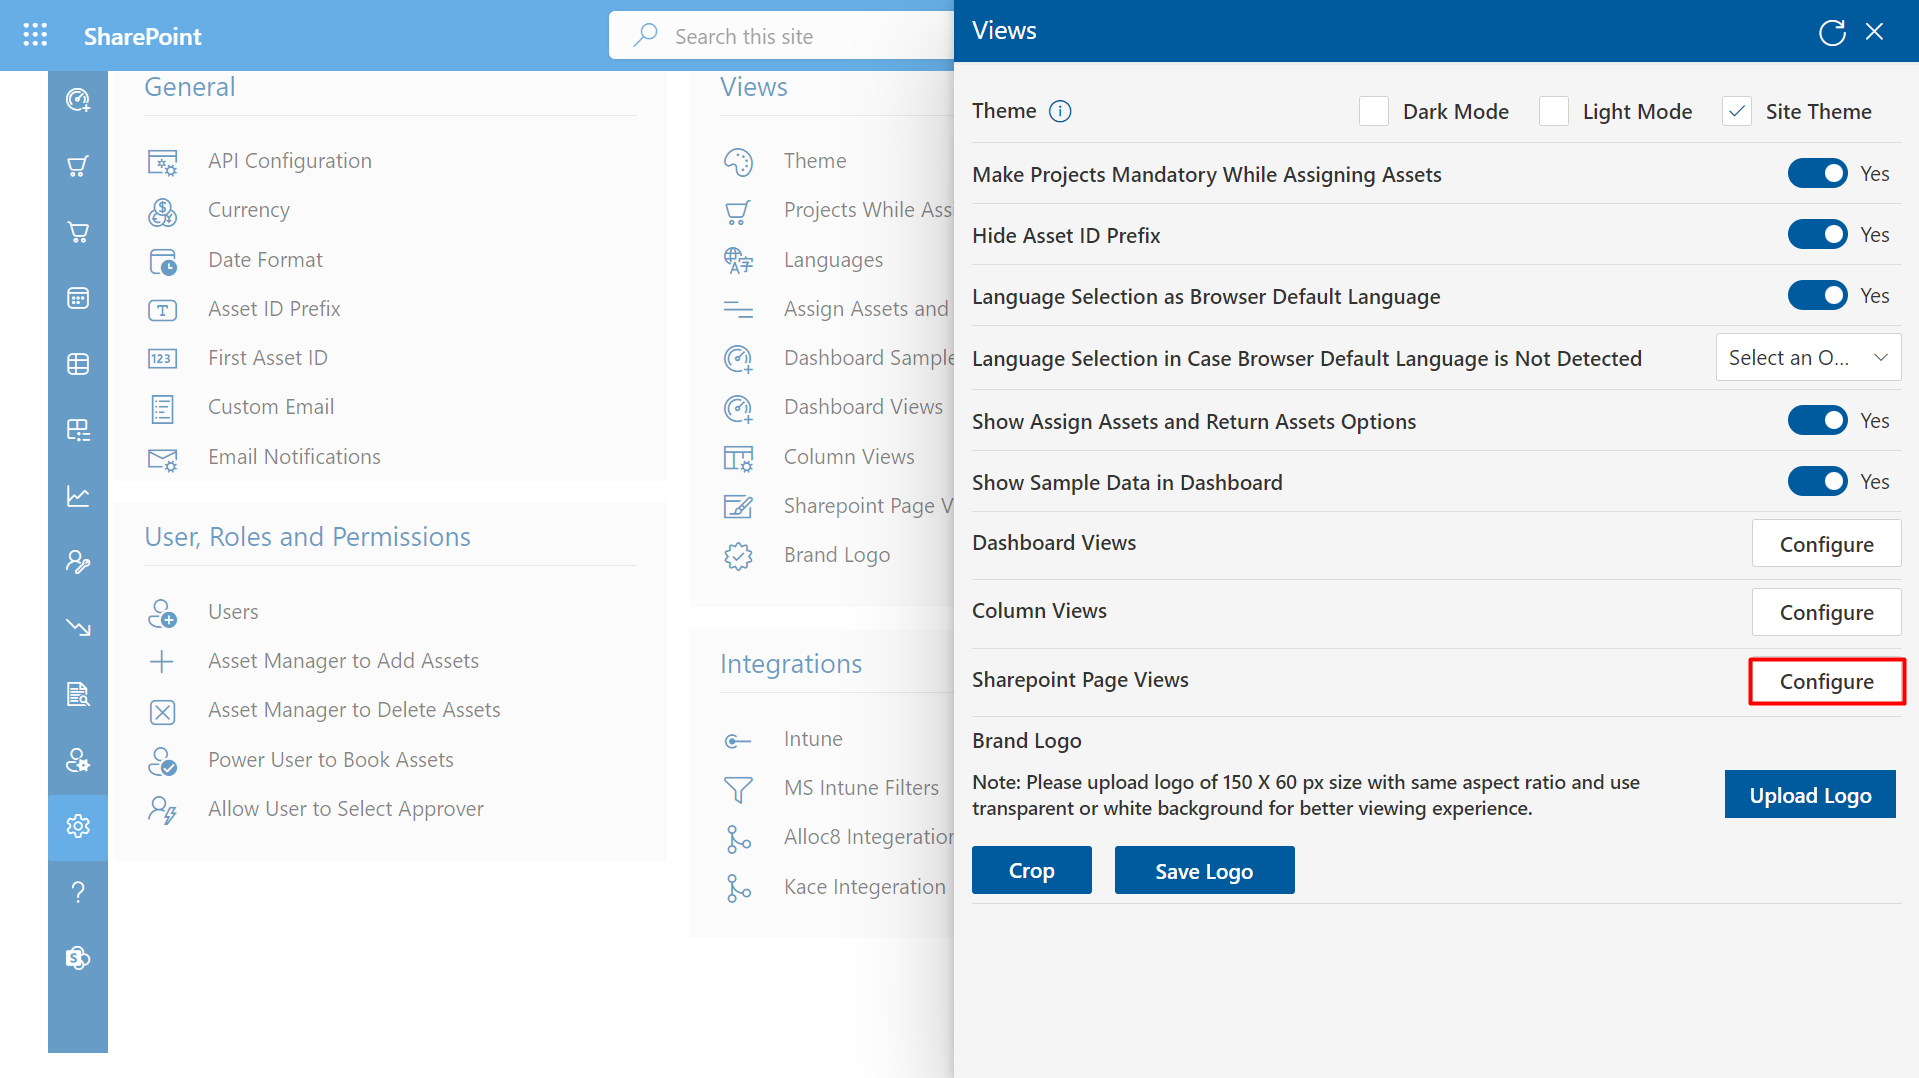 SharePoint
Search this site
General
API Configuration
Currency
Date Format
Asset ID Prefix
First Asset ID
123
Custom Email
Email Notifications
User, Roles and Permissions
Users
Asset Manager to Add Assets
Asset Manager to Delete Assets
Power User to Book Assets
Allow User to Select Approver
Views
Theme
Projects While Assi
Languages
Assign Assets and
Dashboard Sample
Dashboard Views
Column Views
Sharepoint Page V
Brand Logo
Integrations
Intune
MS Intune Filters
Alloc8 Integeration
Kace Integeration
Views
Theme
Dark Mode
Light Mode
Site Theme
Make Projects Mandatory While Assigning Assets
Yes
Hide Asset ID Prefix
Yes
Language Selection as Browser Default Language
Yes
Language Selection in Case Browser Default Language is Not Detected
Select an O...
Show Assign Assets and Return Assets Options
Yes
Show Sample Data in Dashboard
Yes
Dashboard Views
Configure
Column Views
Configure
Sharepoint Page Views
Configure
Brand Logo
Note: Please upload logo of 150 X 60 px size with same aspect ratio and use
transparent or white background for better viewing experience.
Upload Logo
Crop
Save Logo